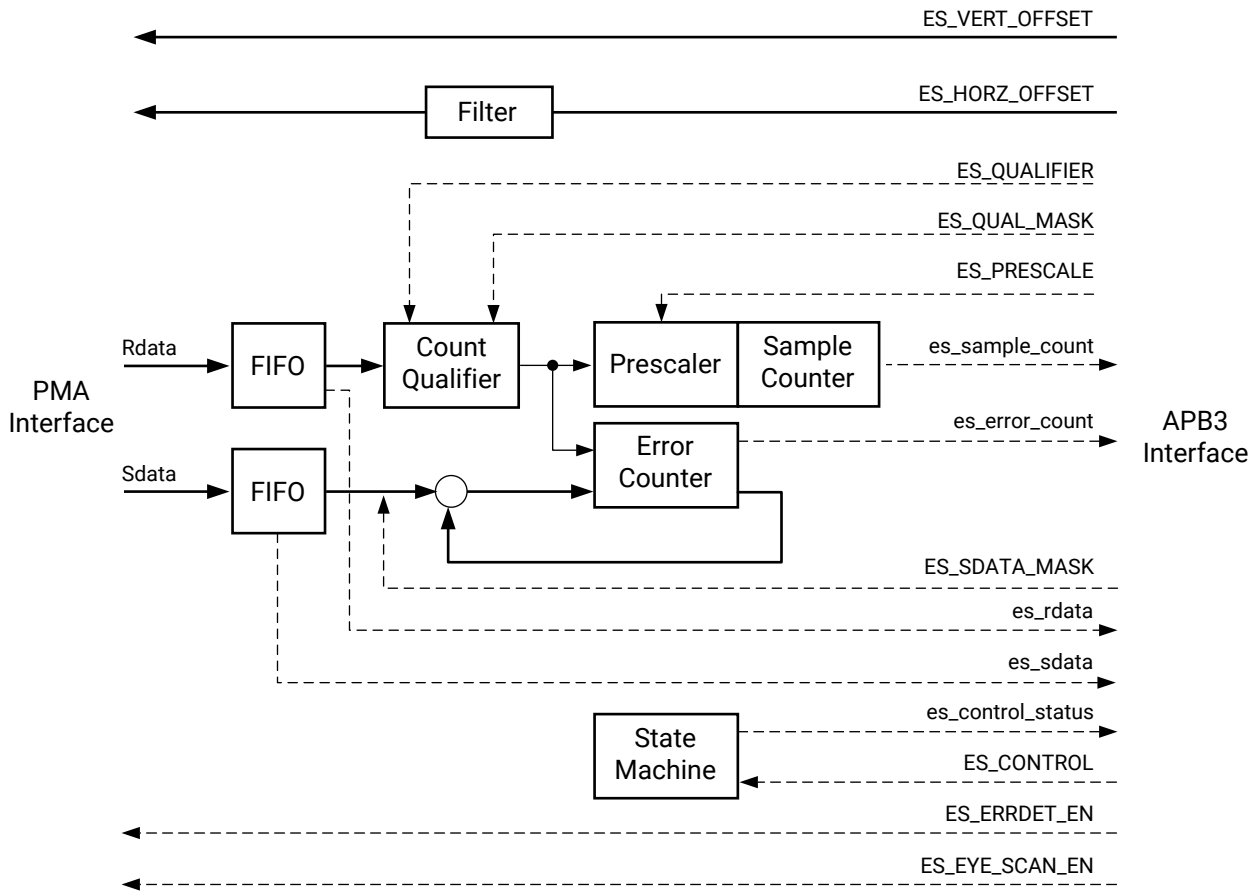 ES_VERT_OFFSET
ES_HORZ_OFFSET
Filter
ES_QUALIFIER
ES_QUAL_MASK
ES_PRESCALE
Rdata
FIFO
Count
Qualifier
Prescaler
Sample
Counter
es_sample_count
PMA
Interface
es_error_count
APB3
Interface
Error
Counter
Sdata
FIFO
ES_SDATA_MASK
es_rdata
es_sdata
es_control_status
State
Machine
ES_CONTROL
ES_ERRDET_EN
ES_EYE_SCAN_EN